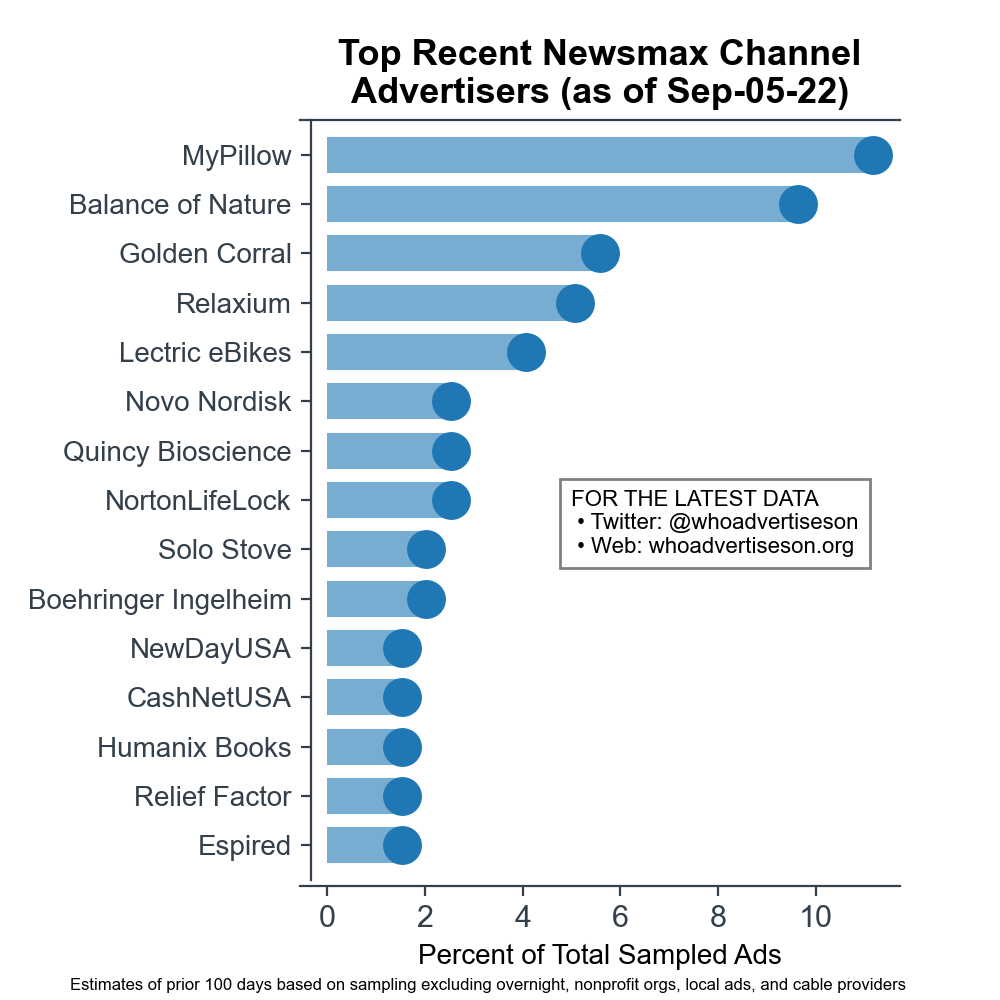 Top Recent Newsmax Channel
Advertisers (as of Sep-05-22)
MyPillow
Balance of Nature
Golden Corral
Relaxium
Lectric eBikes
Novo Nordisk
Quincy Bioscience
NortonLifeLock
Solo Stove
Boehringer Ingelheim
NewDayUSA
CashNetUSA
Humanix Books
Relief Factor
Espired
FOR THE LATEST DATA
• Twitter: @whoadvertiseson
• Web: whoadvertiseson.org
0 2 4 6 8 10
Percent of Total Sampled Ads
Estimates of prior 100 days based on sampling excluding overnight, nonprofit orgs, local ads, and cable providers